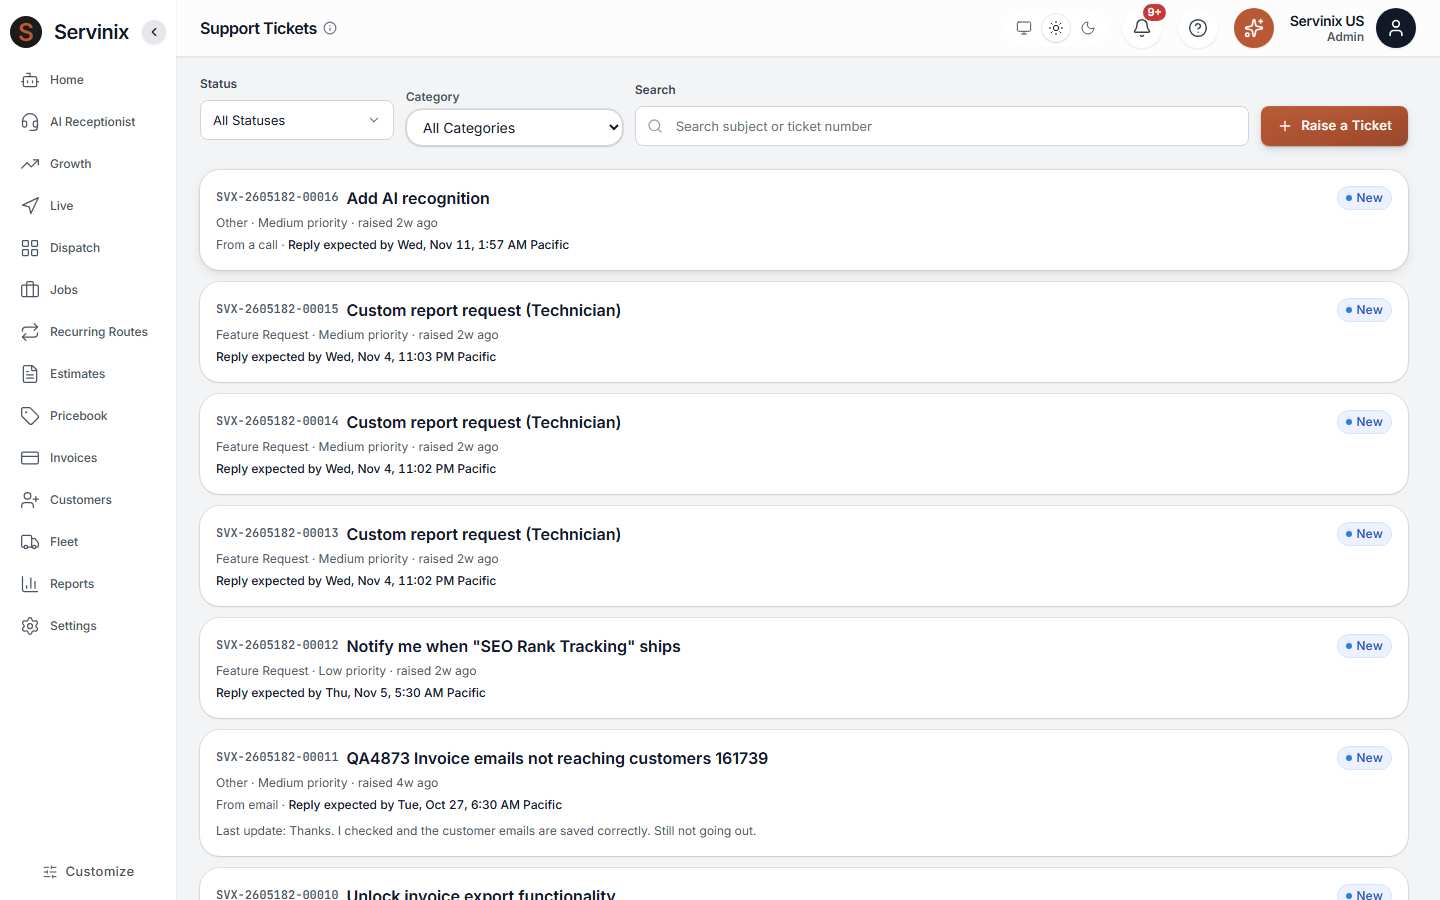 S Servinix
Home
AI Receptionist
Growth
Live
Dispatch
Jobs
Recurring Routes
Estimates
Pricebook
Invoices
Customers
Fleet
Reports
Settings
Customize
Support Tickets
9+
Servinix US
Admin
Status
All Statuses
Category
All Categories
Search
Search subject or ticket number
Raise a Ticket
SVX-2605182-00016 Add AI recognition
New
Other · Medium priority · raised 2w ago
From a call · Reply expected by Wed, Nov 11, 1:57 AM Pacific
SVX-2605182-00015 Custom report request (Technician)
New
Feature Request · Medium priority · raised 2w ago
Reply expected by Wed, Nov 4, 11:03 PM Pacific
SVX-2605182-00014 Custom report request (Technician)
New
Feature Request · Medium priority · raised 2w ago
Reply expected by Wed, Nov 4, 11:02 PM Pacific
SVX-2605182-00013 Custom report request (Technician)
New
Feature Request · Medium priority · raised 2w ago
Reply expected by Wed, Nov 4, 11:02 PM Pacific
SVX-2605182-00012 Notify me when "SEO Rank Tracking" ships
New
Feature Request · Low priority · raised 2w ago
Reply expected by Thu, Nov 5, 5:30 AM Pacific
SVX-2605182-00011 QA4873 Invoice emails not reaching customers 161739
New
Other · Medium priority · raised 4w ago
From email · Reply expected by Tue, Oct 27, 6:30 AM Pacific
Last update: Thanks. I checked and the customer emails are saved correctly. Still not going out.
SVX-2605182-00010 Unlock invoice export functionality
New